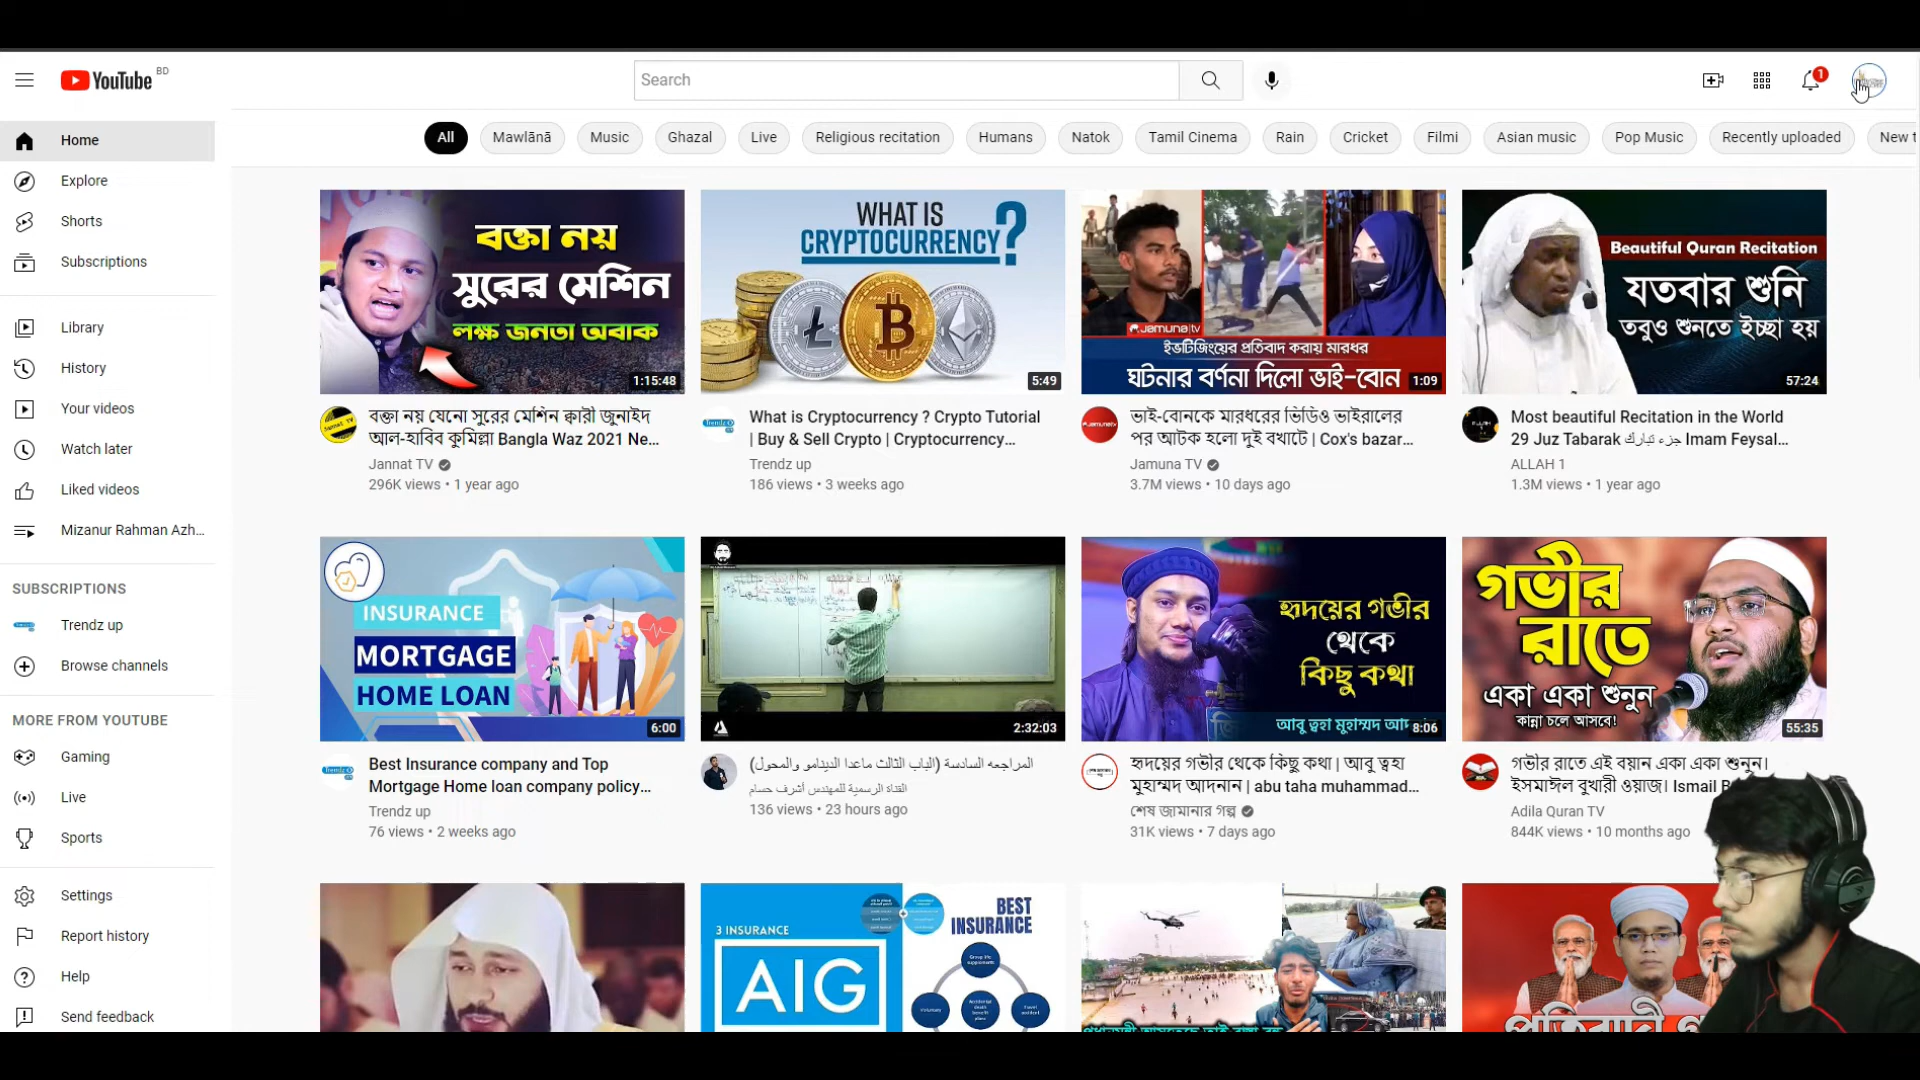 YouTube BD
Search
1
All
Mawlānā
Music
Ghazal
Live
Religious recitation
Humans
Natok
Tamil Cinema
Rain
Cricket
Filmi
Asian music
Pop Music
Recently uploaded
New t
Home
Explore
Shorts
Subscriptions
Library
History
Your videos
Watch later
Liked videos
Mizanur Rahman Azh...
SUBSCRIPTIONS
Trendz up
Browse channels
MORE FROM YOUTUBE
Gaming
Live
Sports
Settings
Report history
Help
Send feedback
বক্তা নয়
সুরের মেশিন
লক্ষ জনতা অবাক
1:15:48
বক্তা নয় যেনো সুরের মেশিন ক্বারী জুনাইদ
আল-হাবিব কুমিল্লা Bangla Waz 2021 Ne...
Jannat TV
296K views • 1 year ago
WHAT IS
CRYPTOCURRENCY?
5:49
What is Cryptocurrency ? Crypto Tutorial
| Buy & Sell Crypto | Cryptocurrency...
Trendz up
186 views • 3 weeks ago
Jamuna tv
ইভটিজিংয়ের প্রতিবাদ করায় মারধর
ঘটনার বর্ণনা দিলো ভাই-বোন
1:09
ভাই-বোনকে মারধরের ভিডিও ভাইরালের
পর আটক হলো দুই বখাটে | Cox's bazar...
Jamuna TV
3.7M views • 10 days ago
Beautiful Quran Recitation
যতবার শুনি
তবুও শুনতে ইচ্ছা হয়
57:24
Most beautiful Recitation in the World
29 Juz Tabarak جزء تبارك Imam Feysal...
ALLAH 1
1.3M views • 1 year ago
INSURANCE
MORTGAGE
HOME LOAN
6:00
Best Insurance company and Top
Mortgage Home loan company policy...
Trendz up
76 views • 2 weeks ago
2:32:03
المراجعه السادسة (الباب الثالث ماعدا الدينامو والمحول)
القناة الرسمية للمهندس أشرف حسام
136 views • 23 hours ago
হৃদয়ের গভীর
থেকে
কিছু কথা
আবু ত্বহা মুহাম্মদ আদ
8:06
হৃদয়ের গভীর থেকে কিছু কথা | আবু ত্বহা
মুহাম্মদ আদনান | abu taha muhammad...
শেষ জামানার গল্প
31K views • 7 days ago
গভীর
রাতে
একা একা শুনুন
কান্না চলে আসবে!
55:35
গভীর রাতে এই বয়ান একা একা শুনুন।
ইসমাঈল বুখারী ওয়াজ। Ismail B
Adila Quran TV
844K views • 10 months ago
3 INSURANCE
AIG
BEST
INSURANCE